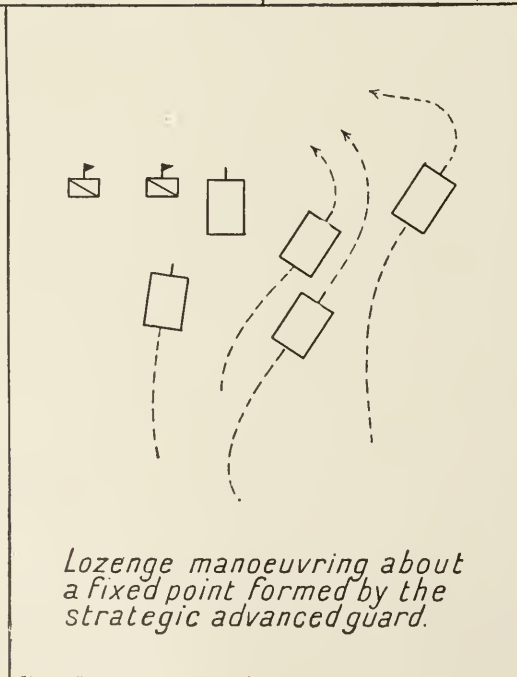 Lozenge manoeuvring about
a fixed point formed by the
strategic advanced guard.